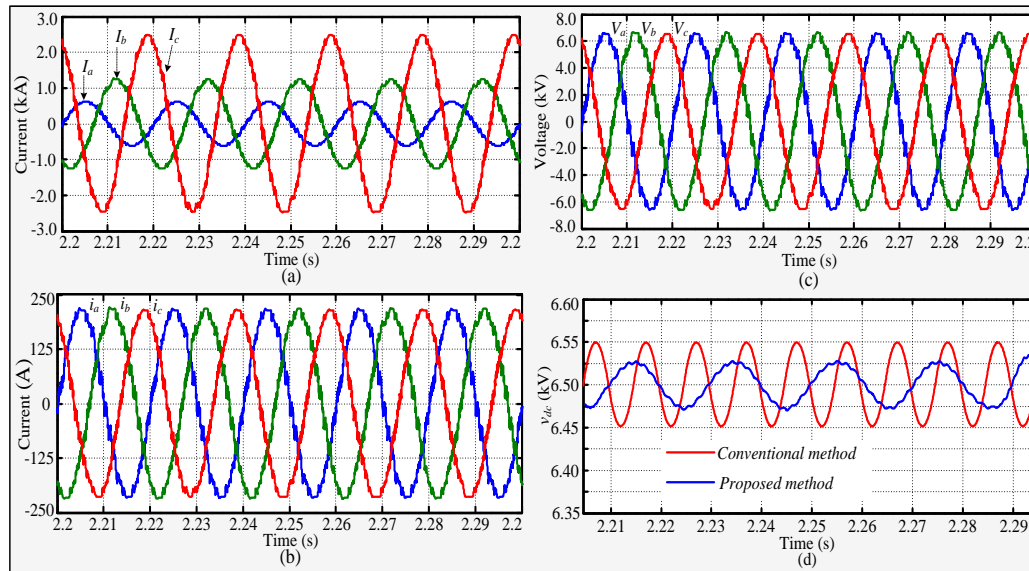 3.0
2.0
1.0
0
-1.0
-2.0
-3.0
Current (kA)
I_a
I_b
I_c
2.2 2.21 2.22 2.23 2.24 2.25 2.26 2.27 2.28 2.29 2.20
Time (s)
(a)
8.0
6.0
4.0
2.0
0
-2.0
-4.0
-6.0
-8.0
Voltage (kV)
V_a V_b V_c
2.2 2.21 2.22 2.23 2.24 2.25 2.26 2.27 2.28 2.29
Time (s)
(c)
250
125
0
-125
-250
Current (A)
i_a i_b i_c
2.2 2.21 2.22 2.23 2.24 2.25 2.26 2.27 2.28 2.29
Time (s)
(b)
6.60
6.55
6.50
6.45
6.40
6.35
v_dc (kV)
Conventional method
Proposed method
2.21 2.22 2.23 2.24 2.25 2.26 2.27 2.28 2.29
Time (s)
(d)